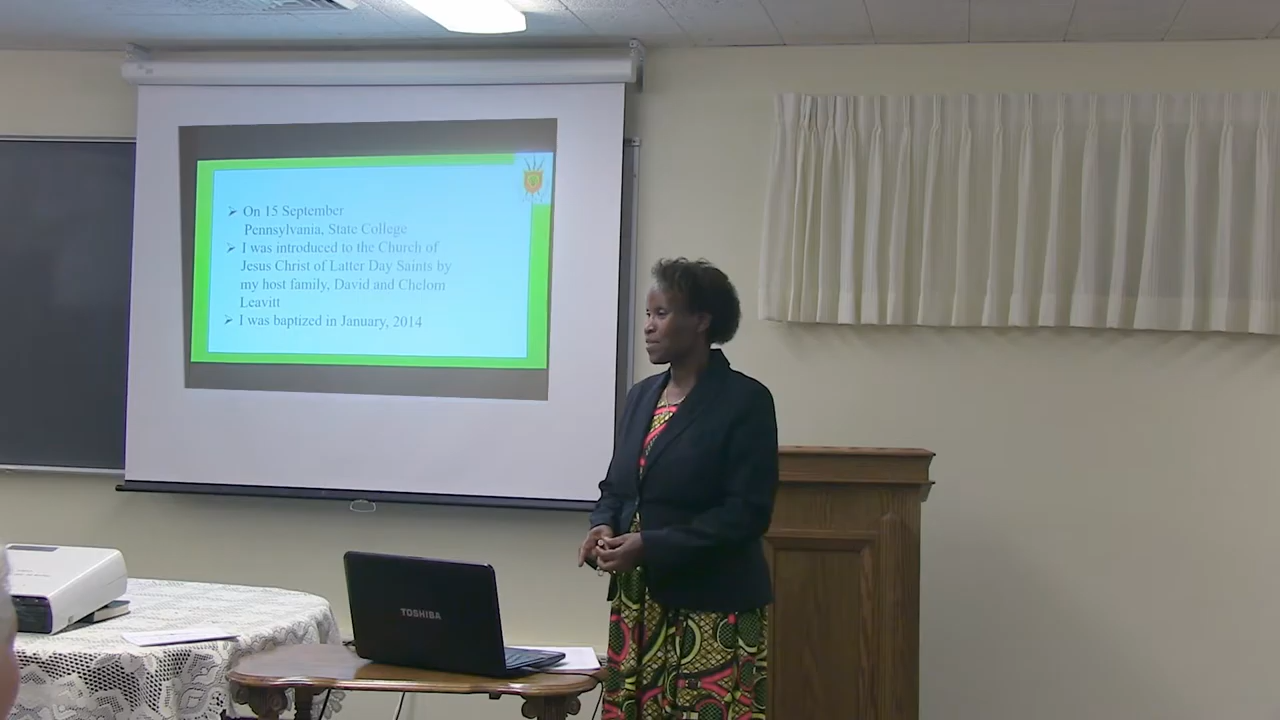 On 15 September
Pennsylvania, State College
I was introduced to the Church of
Jesus Christ of Latter Day Saints by
my host family, David and Chelom
Leavitt
I was baptized in January, 2014
TOSHIBA